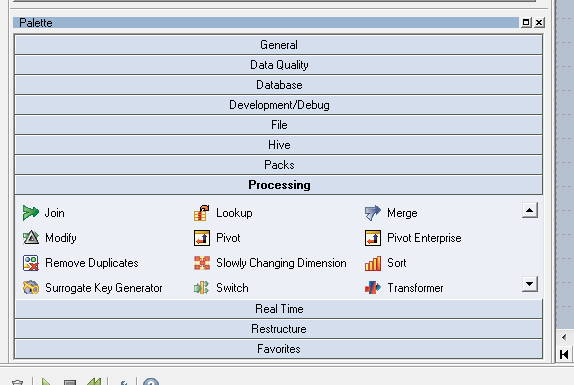 Palette
General
Data Quality
Database
Development/Debug
File
Hive
Packs
Processing
Join Lookup Merge
Modify Pivot Pivot Enterprise
Remove Duplicates Slowly Changing Dimension Sort
Surrogate Key Generator Switch Transformer
Real Time
Restructure
Favorites